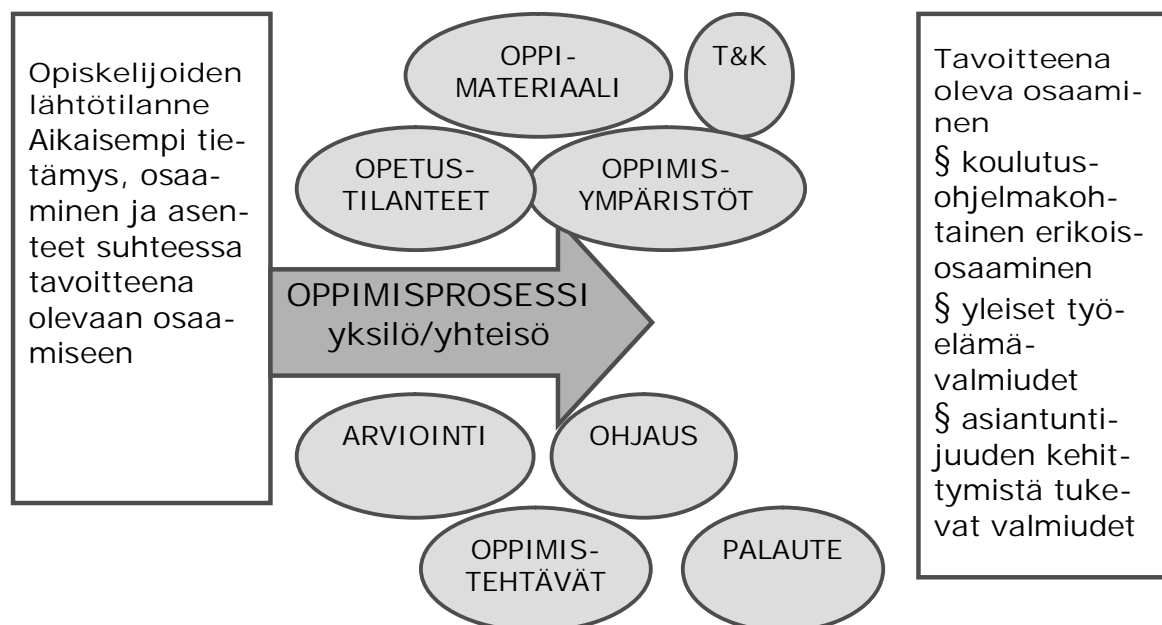 Opiskelijoiden
lähtötilanne
Aikaisempi tie-
tämys, osaa-
minen ja asen-
teet suhteessa
tavoitteena
olevaan osaa-
miseen
OPPI-
MATERIAALI
T&K
OPETUS-
TILANTEET
OPPIMIS-
YMPÄRISTÖT
OPPIMISPROSESSI
yksilö/yhteisö
ARVIOINTI
OHJAUS
OPPIMIS-
TEHTÄVÄT
PALAUTE
Tavoitteena
oleva osaami-
nen
§ koulutus-
ohjelmakoh-
tainen erikois-
osaaminen
§ yleiset työ-
elämä-
valmiudet
§ asiantunti-
juuden kehit-
tymistä tuke-
vat valmiudet